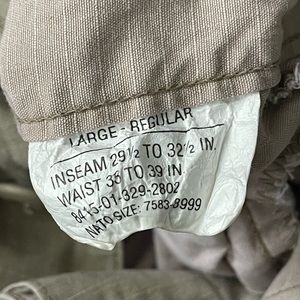 LARGE - REGULAR
INSEAM 29½ TO 32½ IN.
WAIST 35 TO 39 IN
8415-01-329-2802
NATO SIZE: 7583-8999